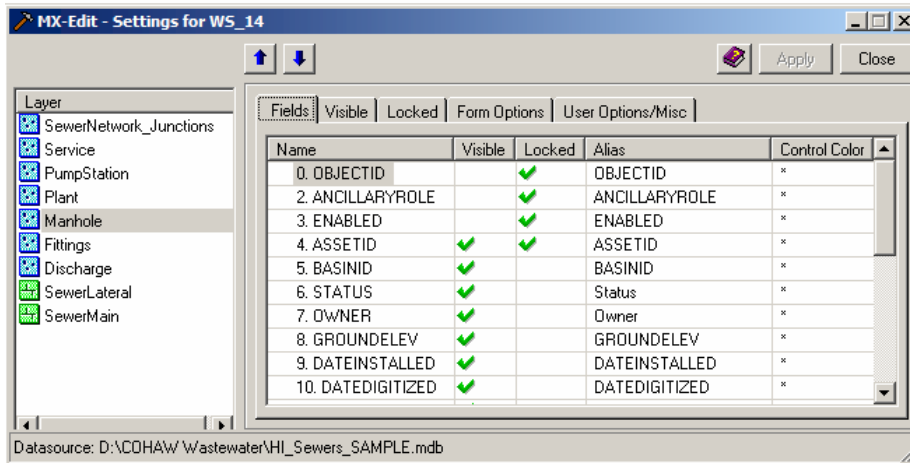 MX-Edit - Settings for WS_14
Apply Close
Layer
SewerNetwork_Junctions
Service
PumpStation
Plant
Manhole
Fittings
Discharge
SewerLateral
SewerMain
Fields Visible Locked Form Options User Options/Misc
Name Visible Locked Alias Control Color
0. OBJECTID OBJECTID *
2. ANCILLARYROLE ANCILLARYROLE *
3. ENABLED ENABLED *
4. ASSETID ASSETID *
5. BASINID BASINID *
6. STATUS Status *
7. OWNER Owner *
8. GROUNDELEV GROUNDELEV *
9. DATEINSTALLED DATEINSTALLED *
10. DATEDIGITIZED DATEDIGITIZED *
Datasource: D:\COHAW Wastewater\HI_Sewers_SAMPLE.mdb